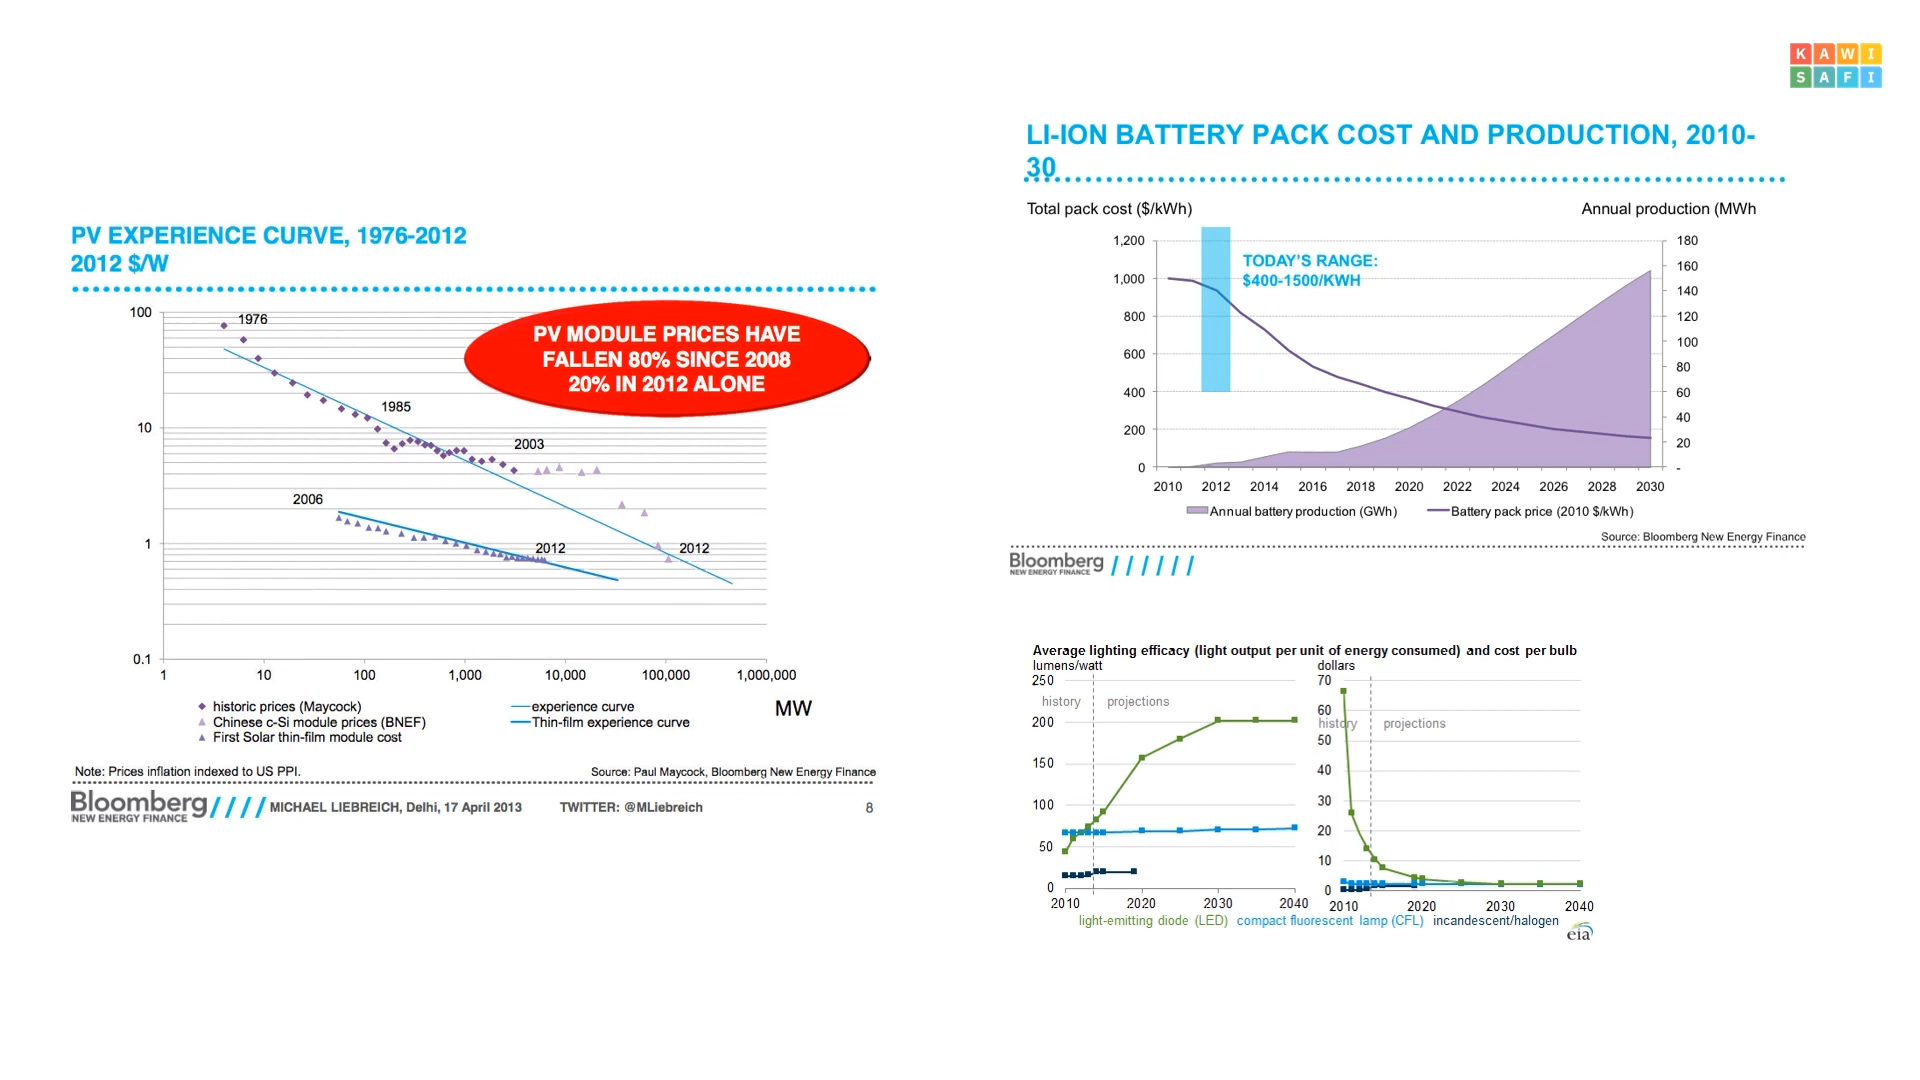 K A W I
S A F I
PV EXPERIENCE CURVE, 1976-2012
2012 $/W
100
10
1
0.1
1976
1985
2003
2006
2012
2012
PV MODULE PRICES HAVE
FALLEN 80% SINCE 2008
20% IN 2012 ALONE
1 10 100 1,000 10,000 100,000 1,000,000
MW
historic prices (Maycock)
experience curve
Chinese c-Si module prices (BNEF)
Thin-film experience curve
First Solar thin-film module cost
Note: Prices inflation indexed to US PPI.
Source: Paul Maycock, Bloomberg New Energy Finance
Bloomberg
NEW ENERGY FINANCE
MICHAEL LIEBREICH, Delhi, 17 April 2013 TWITTER: @MLiebreich 8
LI-ION BATTERY PACK COST AND PRODUCTION, 2010-
30
Total pack cost ($/kWh)
Annual production (MWh
1,200
1,000
800
600
400
200
0
TODAY’S RANGE:
$400-1500/KWH
180
160
140
120
100
80
60
40
20
-
2010 2012 2014 2016 2018 2020 2022 2024 2026 2028 2030
Annual battery production (GWh)
Battery pack price (2010 $/kWh)
Source: Bloomberg New Energy Finance
Bloomberg
NEW ENERGY FINANCE
Average lighting efficacy (light output per unit of energy consumed) and cost per bulb
lumens/watt
250
200
150
100
50
0
history projections
2010 2020 2030 2040
dollars
70
60
50
40
30
20
10
0
history projections
2010 2020 2030 2040
light-emitting diode (LED) compact fluorescent lamp (CFL) incandescent/halogen
eia